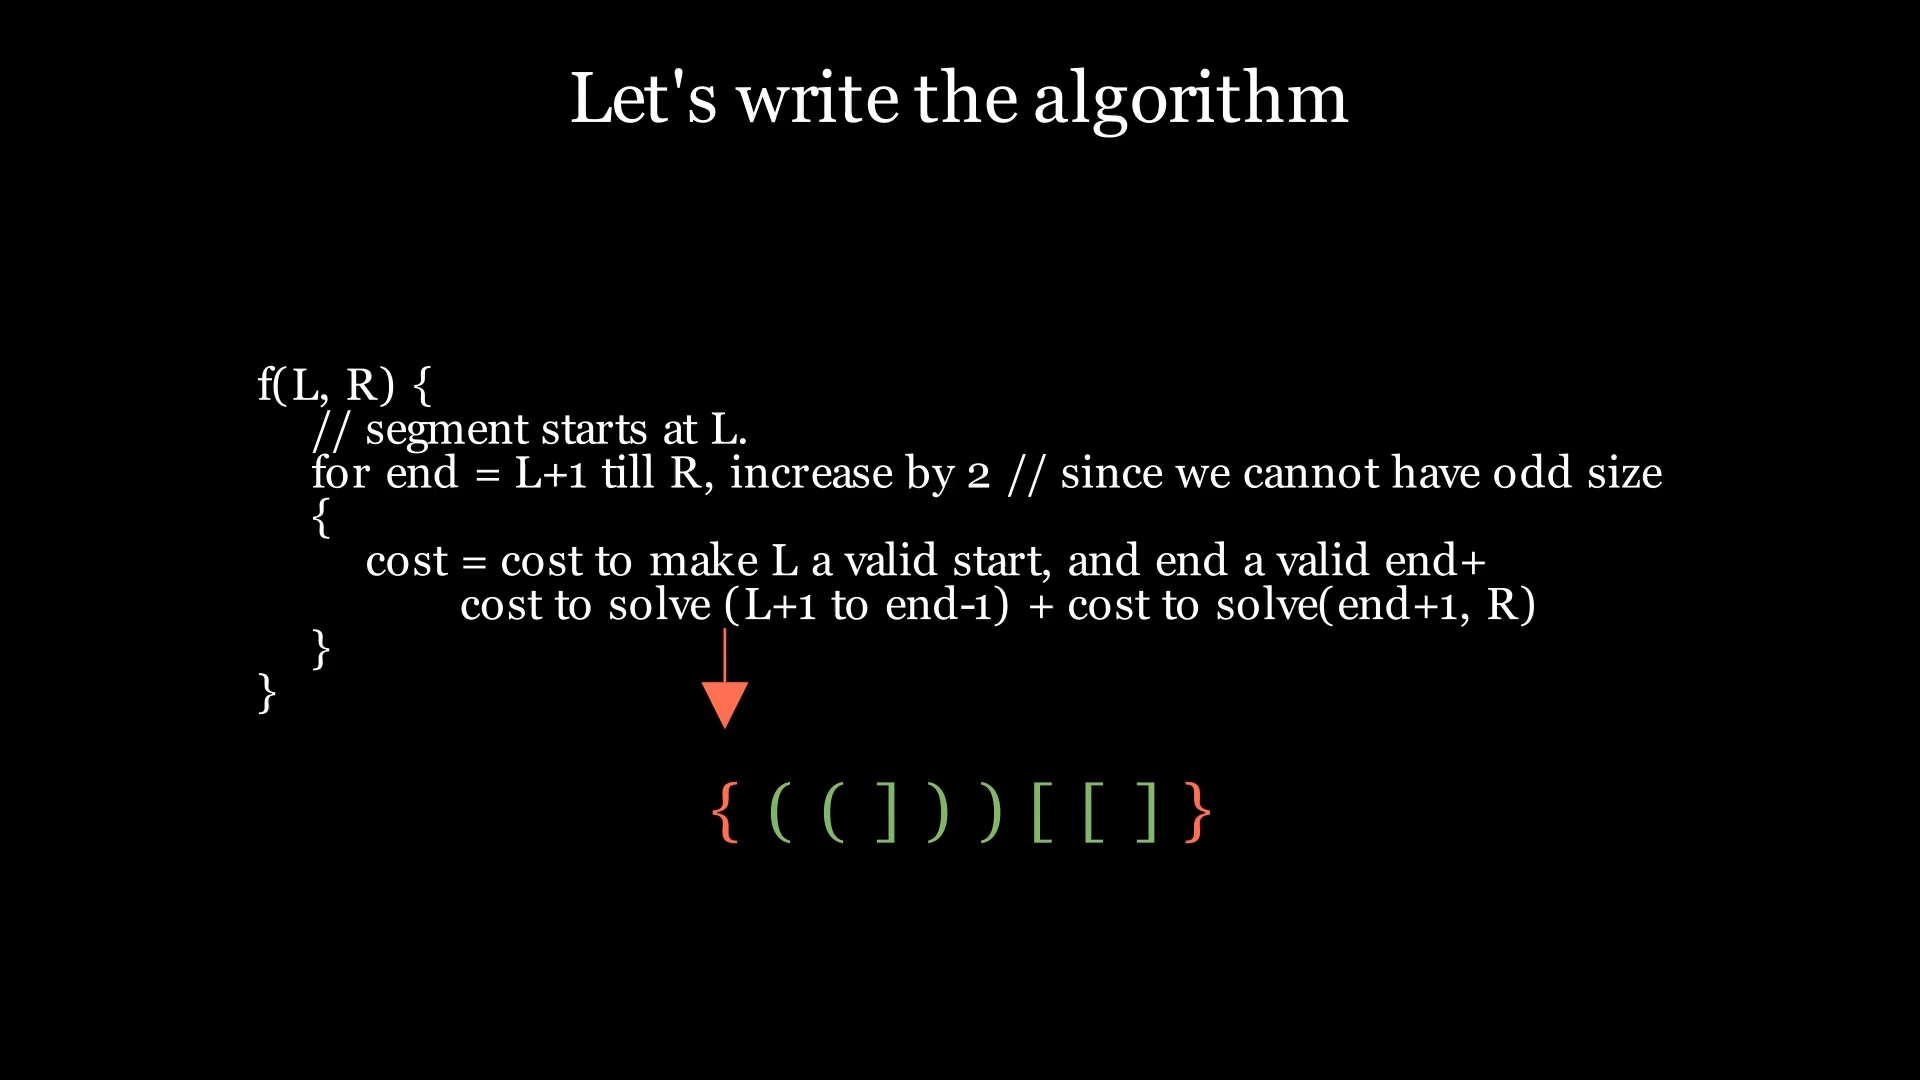 Let's write the algorithm
f(L, R) {
// segment starts at L.
for end = L+1 till R, increase by 2 // since we cannot have odd size
{
cost = cost to make L a valid start, and end a valid end+
cost to solve (L+1 to end-1) + cost to solve(end+1, R)
}
}
{ ( ( ] ) ) [ [ ] }